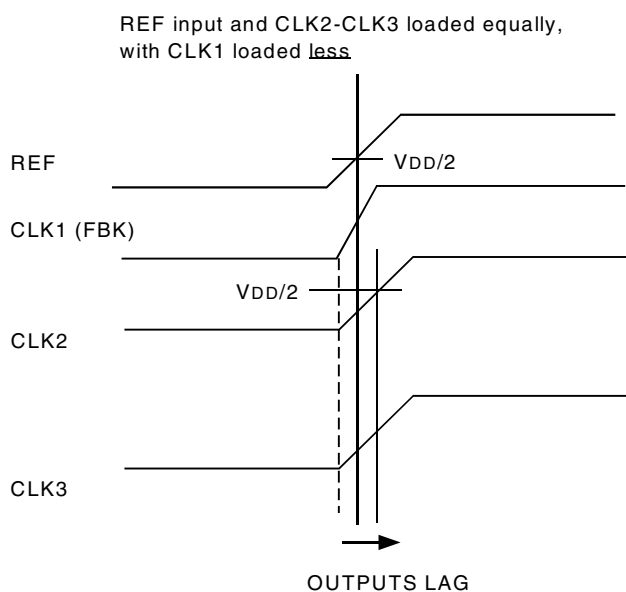 REF input and CLK2-CLK3 loaded equally,
with CLK1 loaded less
REF
VDD/2
CLK1 (FBK)
VDD/2
CLK2
CLK3
OUTPUTS LAG